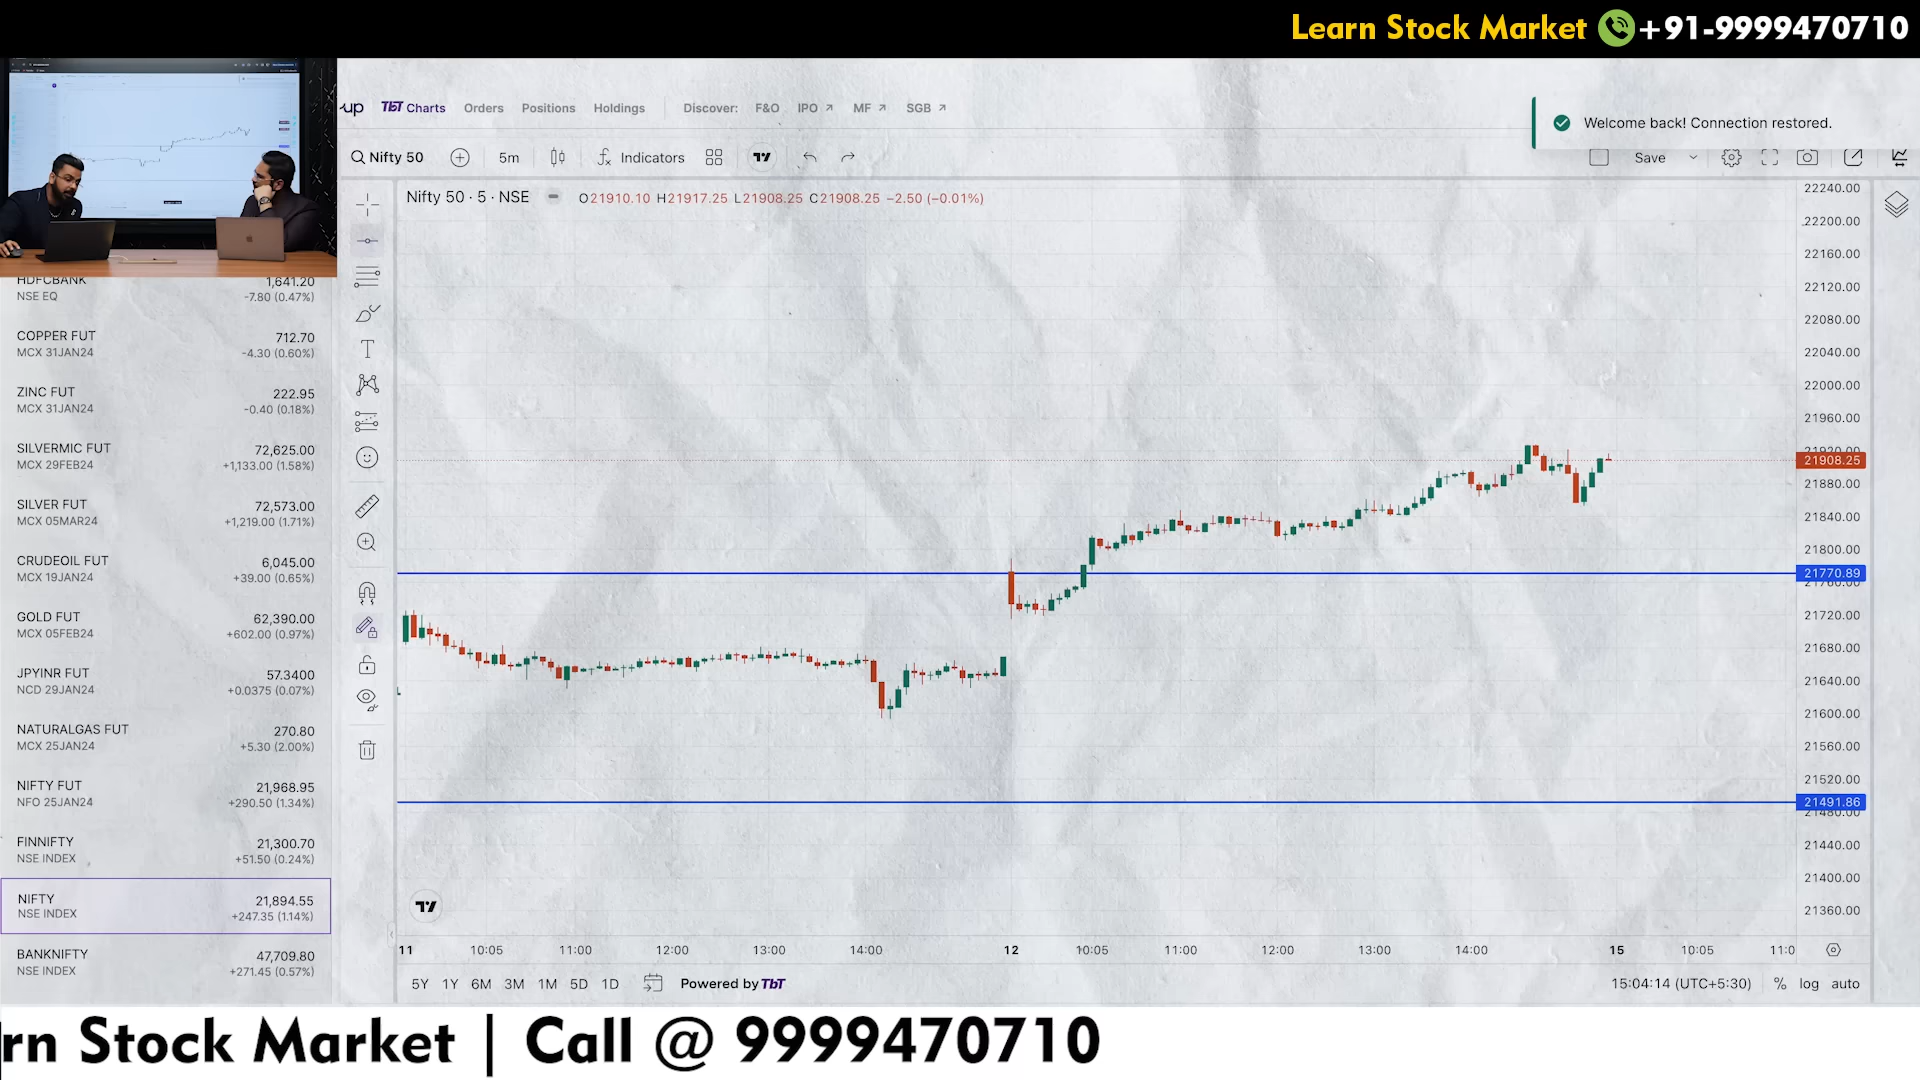 Learn Stock Market +91-9999470710
up TbT Charts Orders Positions Holdings Discover: F&O IPO MF SGB
Welcome back! Connection restored.
Nifty 50 5m Indicators Save
Nifty 50 · 5 · NSE O21910.10 H21917.25 L21908.25 C21908.25 −2.50 (−0.01%)
HDFCBANK 1,641.20
NSE EQ -7.80 (0.47%)
COPPER FUT 712.70
MCX 31JAN24 -4.30 (0.60%)
ZINC FUT 222.95
MCX 31JAN24 -0.40 (0.18%)
SILVERMIC FUT 72,625.00
MCX 29FEB24 +1,133.00 (1.58%)
SILVER FUT 72,573.00
MCX 05MAR24 +1,219.00 (1.71%)
CRUDEOIL FUT 6,045.00
MCX 19JAN24 +39.00 (0.65%)
GOLD FUT 62,390.00
MCX 05FEB24 +602.00 (0.97%)
JPYINR FUT 57.3400
NCD 29JAN24 +0.0375 (0.07%)
NATURALGAS FUT 270.80
MCX 25JAN24 +5.30 (2.00%)
NIFTY FUT 21,968.95
NFO 25JAN24 +290.50 (1.34%)
FINNIFTY 21,300.70
NSE INDEX +51.50 (0.24%)
NIFTY 21,894.55
NSE INDEX +247.35 (1.14%)
BANKNIFTY 47,709.80
NSE INDEX +271.45 (0.57%)
22240.00
22200.00
22160.00
22120.00
22080.00
22040.00
22000.00
21960.00
21920.00
21908.25
21880.00
21840.00
21800.00
21770.89
21760.00
21720.00
21680.00
21640.00
21600.00
21560.00
21520.00
21491.86
21480.00
21440.00
21400.00
21360.00
11 10:05 11:00 12:00 13:00 14:00 12 10:05 11:00 12:00 13:00 14:00 15 10:05 11:0
5Y 1Y 6M 3M 1M 5D 1D Powered by TbT 15:04:14 (UTC+5:30) % log auto
rn Stock Market | Call @ 9999470710